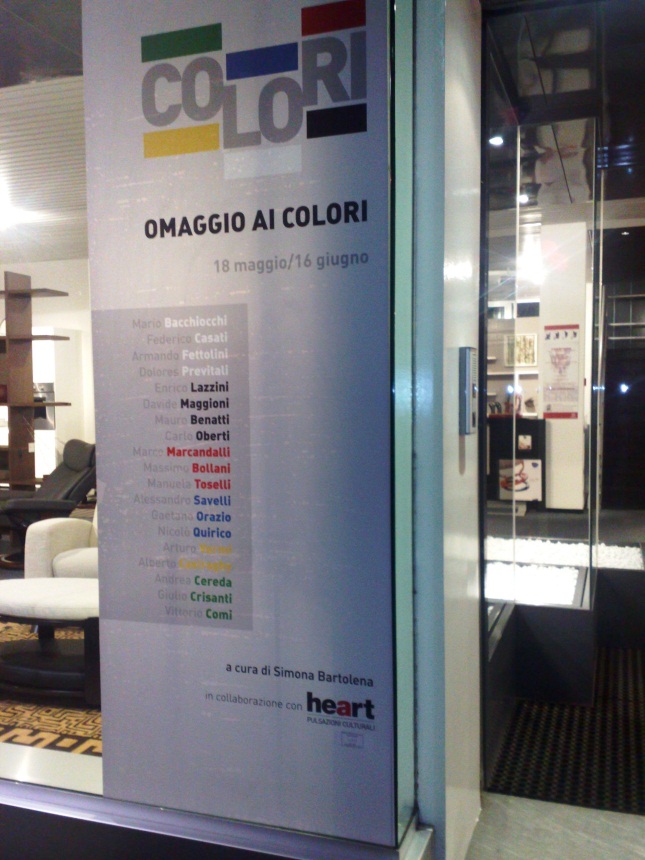 COLORI
OMAGGIO AI COLORI
18 maggio/16 giugno
Mario Bacchiocchi
Federico Casati
Armando Fettolini
Dolores Previtali
Enrico Lazzini
Davide Maggioni
Mauro Benatti
Carlo Oberti
Marco Marcandalli
Massimo Bollani
Manuela Toselli
Alessandro Savelli
Gaetano Orazio
Nicolò Quirico
Arturo
Alberto
Andrea Cereda
Giulio Crisanti
Vittorio Comi
a cura di Simona Bartolena
in collaborazione con heart
PULSAZIONI CULTURALI